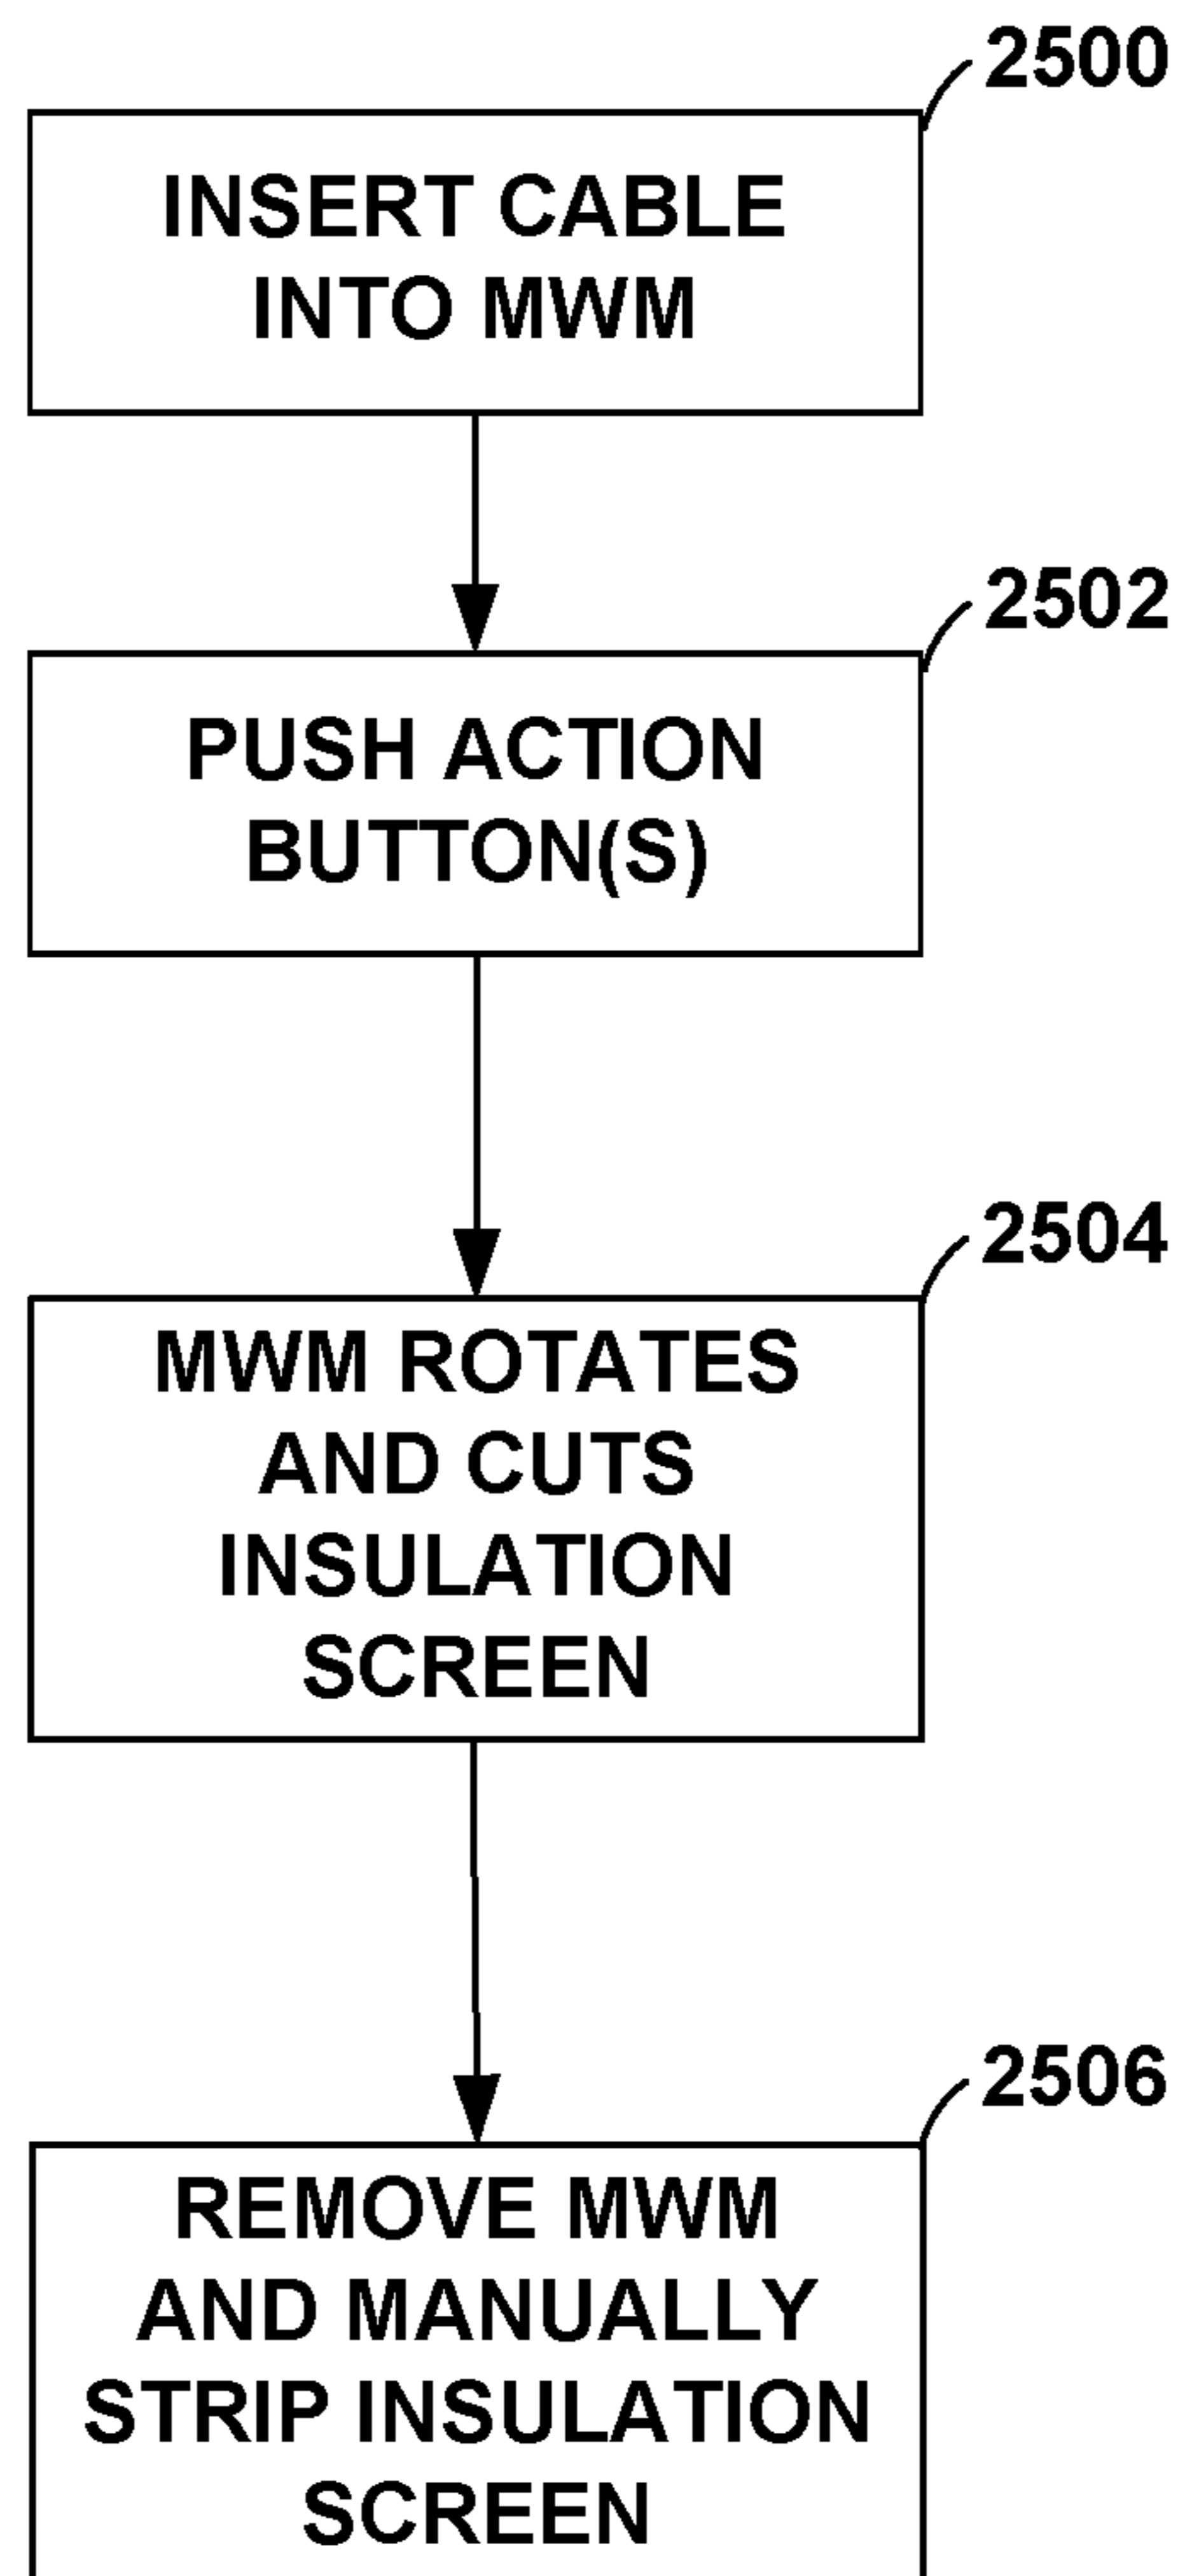 2500
INSERT CABLE
INTO MWM
2502
PUSH ACTION
BUTTON(S)
2504
MWM ROTATES
AND CUTS
INSULATION
SCREEN
2506
REMOVE MWM
AND MANUALLY
STRIP INSULATION
SCREEN